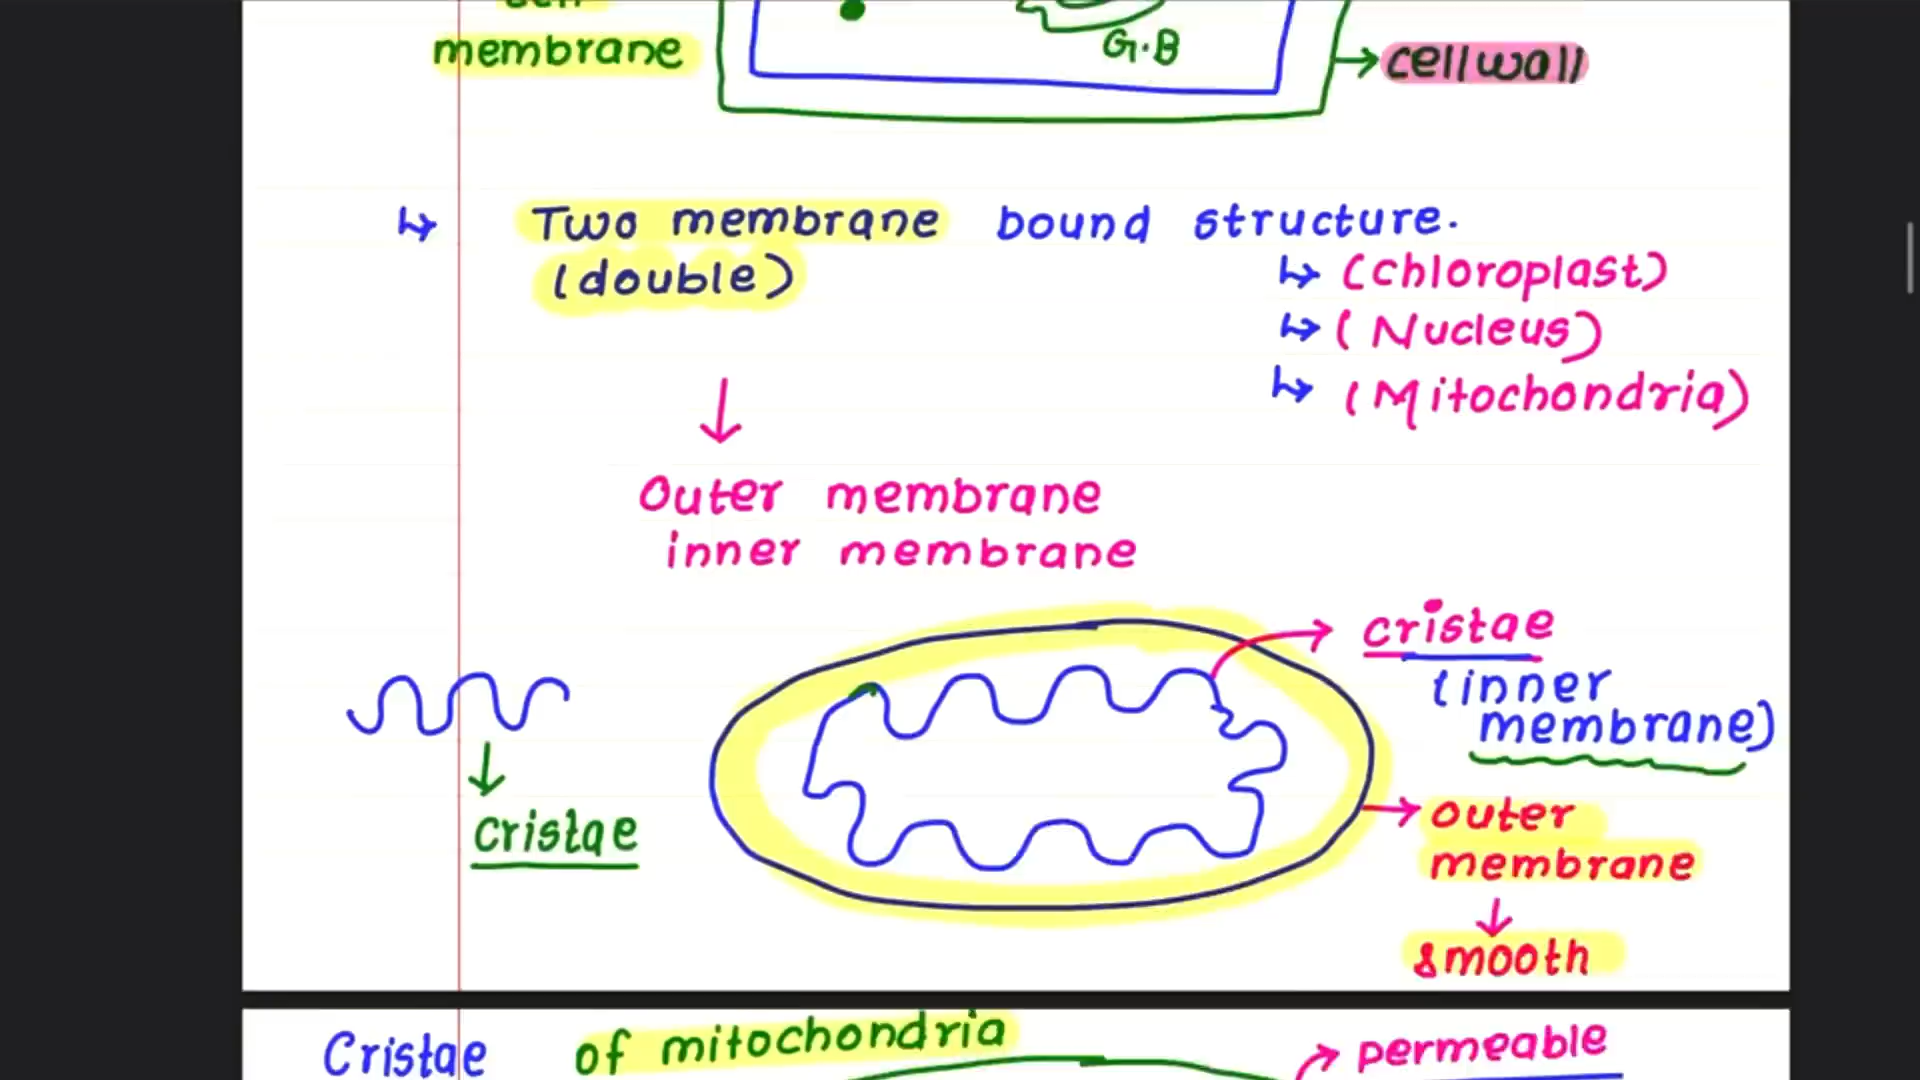 cell
membrane
G.B
cellwall
Two membrane bound structure.
(double)
(chloroplast)
(Nucleus)
(Mitochondria)
Outer membrane
inner membrane
cristae
(inner
membrane)
cristae
outer
membrane
smooth
Cristae of mitochondria
permeable